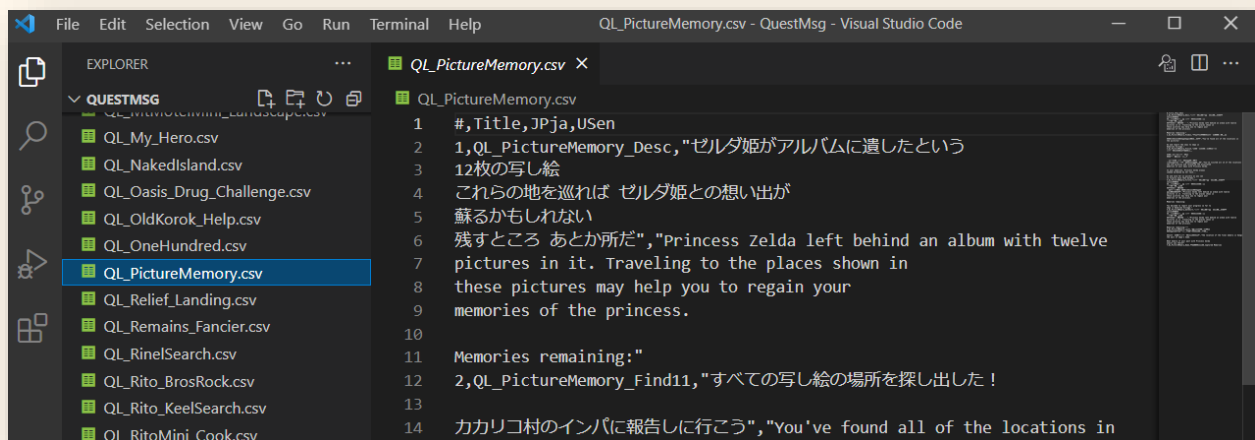 File Edit Selection View Go Run Terminal Help QL_PictureMemory.csv - QuestMsg - Visual Studio Code
EXPLORER
QUESTMSG
QL_My_Hero.csv
QL_NakedIsland.csv
QL_Oasis_Drug_Challenge.csv
QL_OldKorok_Help.csv
QL_OneHundred.csv
QL_PictureMemory.csv
QL_Relief_Landing.csv
QL_Remains_Fancier.csv
QL_RinelSearch.csv
QL_Rito_BrosRock.csv
QL_Rito_KeelSearch.csv
QL_RitoMini_Cook.csv
QL_PictureMemory.csv
QL_PictureMemory.csv
1 #,Title,JPja,USen
2 1,QL_PictureMemory_Desc,"ゼルダ姫がアルバムに遺したという
3 12枚の写し絵
4 これらの地を巡れば ゼルダ姫との想い出が
5 蘇るかもしれない
6 残すところ あとか所だ","Princess Zelda left behind an album with twelve
7 pictures in it. Traveling to the places shown in
8 these pictures may help you to regain your
9 memories of the princess.
10
11 Memories remaining:"
12 2,QL_PictureMemory_Find11,"すべての写し絵の場所を探し出した！
13
14 カカリコ村のインパに報告しに行こう","You've found all of the locations in